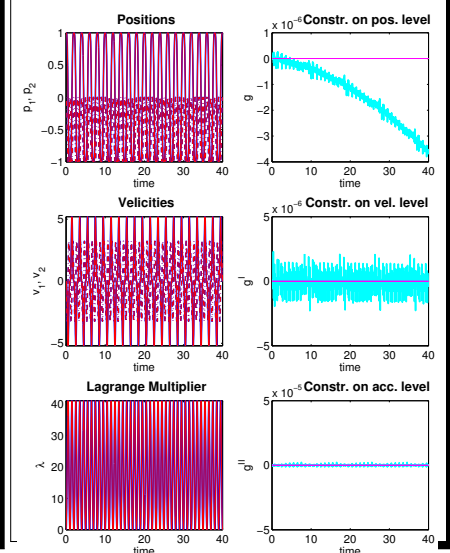 Positions
1
0.5
0
−0.5
−1
p1, p2
0 10 20 30 40
time
x 10−6 Constr. on pos. level
1
0
−1
−2
−3
−4
g
0 10 20 30 40
time
Velicities
5
0
−5
v1, v2
0 10 20 30 40
time
x 10−6 Constr. on vel. level
5
0
−5
gI
0 10 20 30 40
time
Lagrange Multiplier
40
30
20
10
0
λ
0 10 20 30 40
time
x 10−5 Constr. on acc. level
5
0
−5
gII
0 10 20 30 40
time